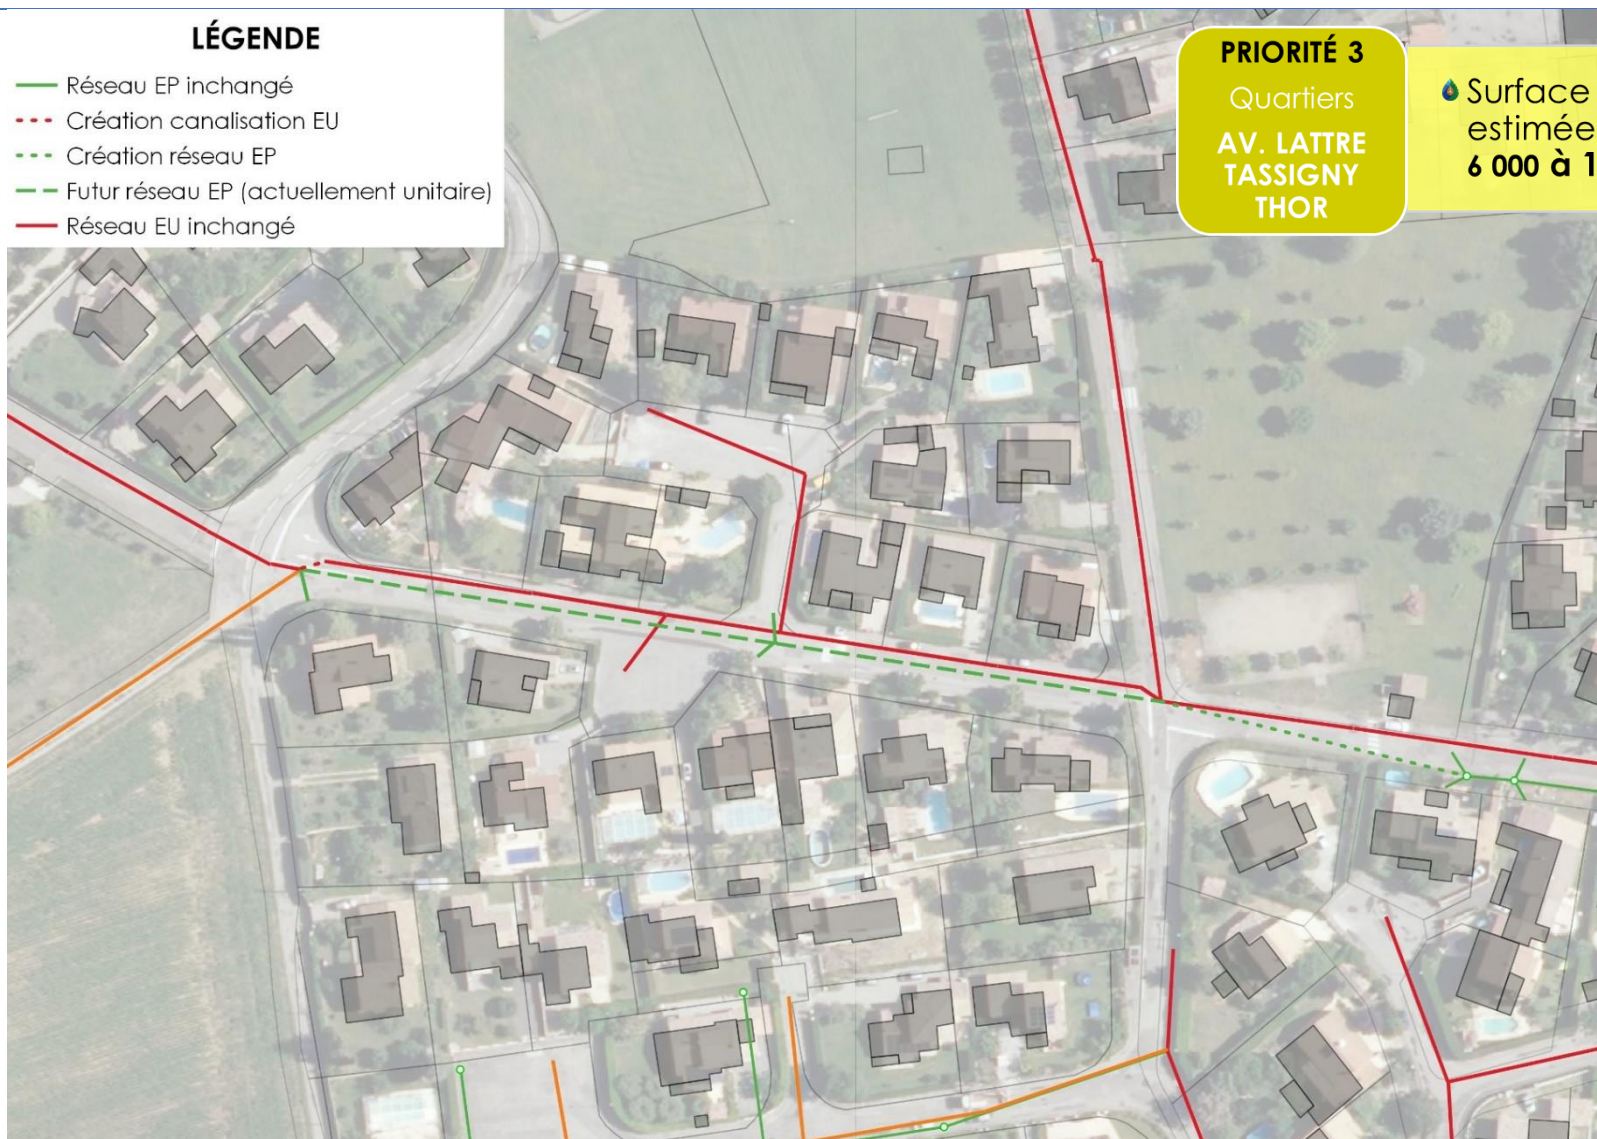 LÉGENDE
Réseau EP inchangé
Création canalisation EU
Création réseau EP
Futur réseau EP (actuellement unitaire)
Réseau EU inchangé
PRIORITÉ 3
Quartiers
AV. LATTRE
TASSIGNY
THOR
Surface
estimée
6 000 à 1